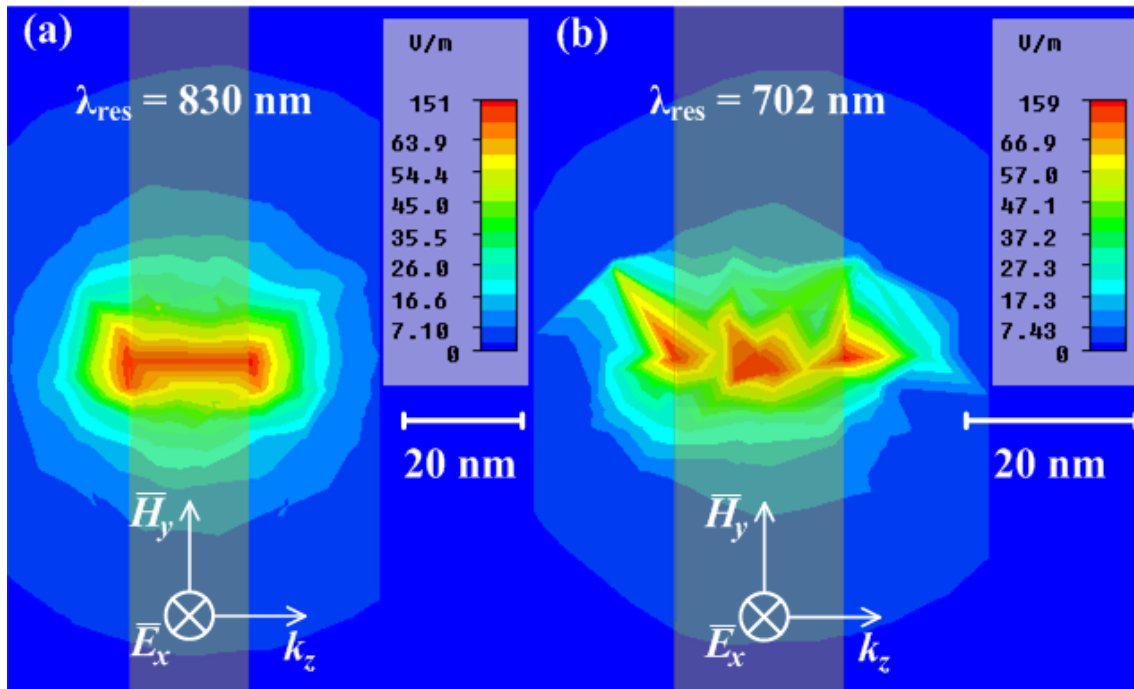 (a)
λres = 830 nm
V/m
151
63.9
54.4
45.0
35.5
26.0
16.6
7.10
0
20 nm
H̅y
E̅x
kz
(b)
λres = 702 nm
V/m
159
66.9
57.0
47.1
37.2
27.3
17.3
7.43
0
20 nm
H̅y
E̅x
kz